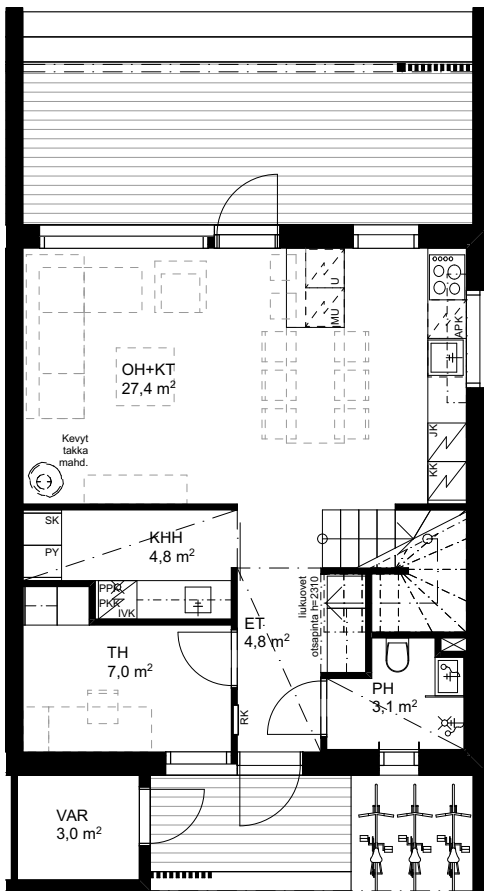 U
MU
APK
OH+KT
27,4 m²
JK
Kevyt
takka
mahd.
KK
SK
KHH
PY
4,8 m²
PPK
PKK
IVK
liukuovet
otsapinta h=2310
ET
4,8 m²
TH
7,0 m²
PH
3,1 m²
RK
VAR
3,0 m²